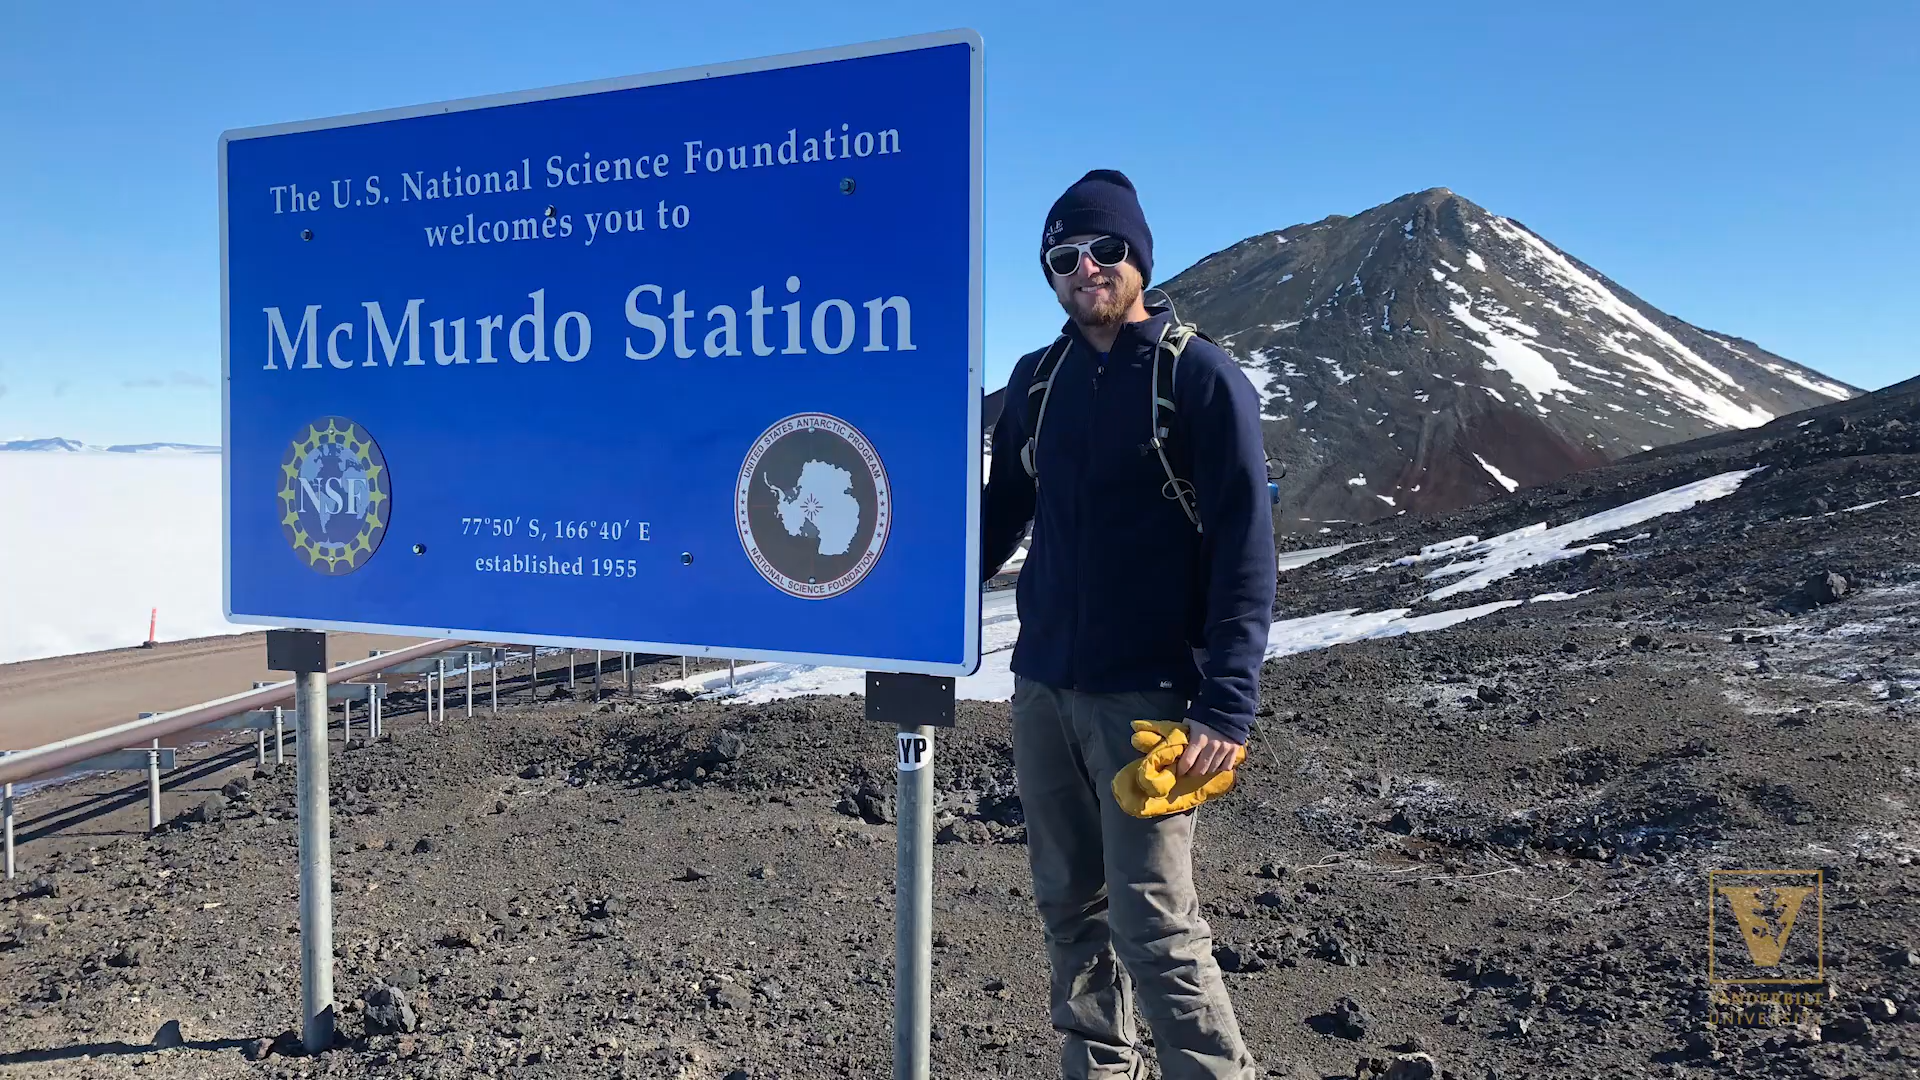 The U.S. National Science Foundation
welcomes you to
McMurdo Station
NSF
77°50' S, 166°40' E
established 1955
UNITED STATES ANTARCTIC PROGRAM
NATIONAL SCIENCE FOUNDATION
YP
V
VANDERBILT
UNIVERSITY